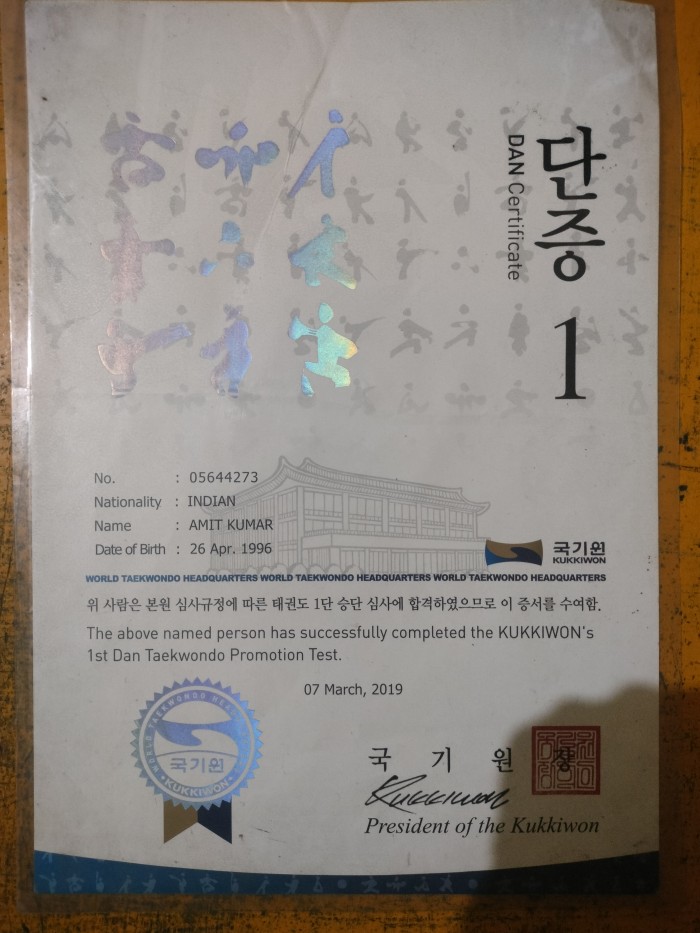 단증
DAN Certificate
1
No. : 05644273
Nationality : INDIAN
Name : AMIT KUMAR
Date of Birth : 26 Apr. 1996
국기원
KUKKIWON
WORLD TAEKWONDO HEADQUARTERS WORLD TAEKWONDO HEADQUARTERS WORLD TAEKWONDO HEADQUARTERS
위 사람은 본원 심사규정에 따른 태권도 1단 승단 심사에 합격하였으므로 이 증서를 수여함.
The above named person has successfully completed the KUKKIWON's
1st Dan Taekwondo Promotion Test.
07 March, 2019
WORLD TAEKWONDO HEA
국기원
KUKKIWON
국 기 원 장
Kukkiwon
President of the Kukkiwon